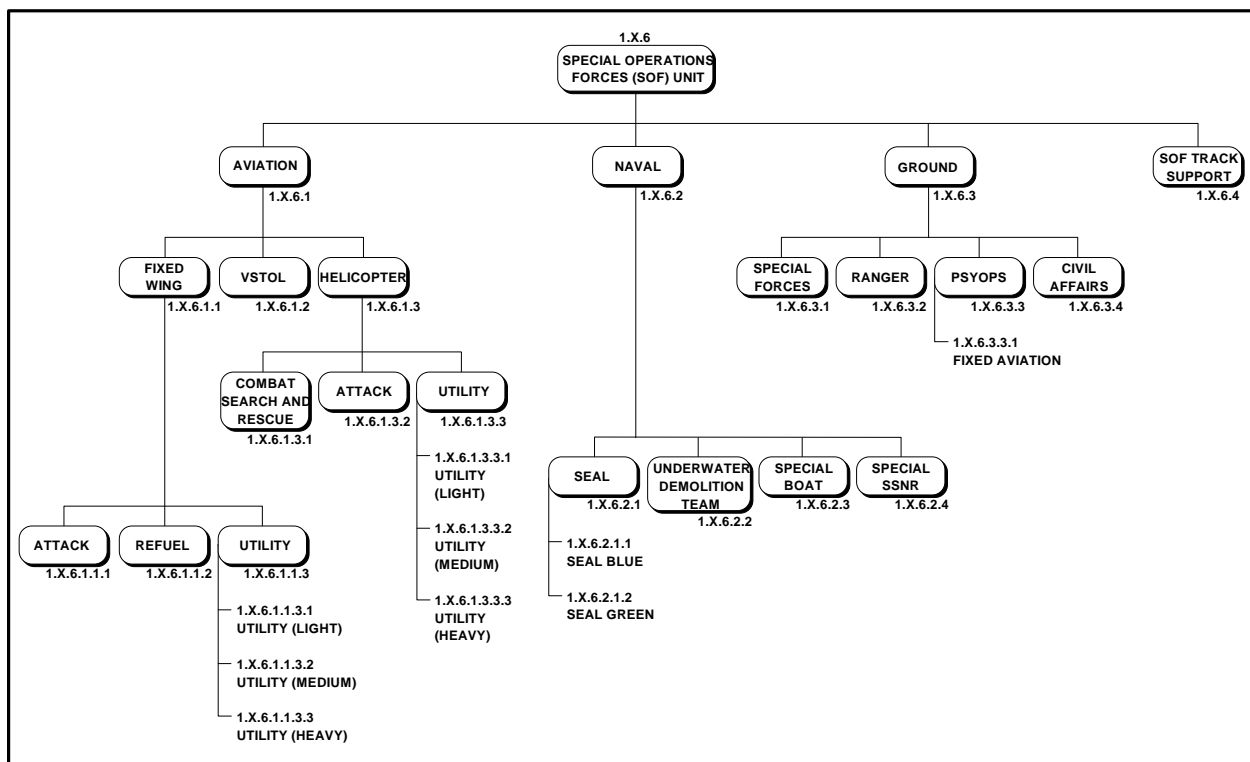 1.X.6
SPECIAL OPERATIONS
FORCES (SOF) UNIT
AVIATION
1.X.6.1
NAVAL
1.X.6.2
GROUND
1.X.6.3
SOF TRACK
SUPPORT
1.X.6.4
FIXED
WING
1.X.6.1.1
VSTOL
1.X.6.1.2
HELICOPTER
1.X.6.1.3
SPECIAL
FORCES
1.X.6.3.1
RANGER
1.X.6.3.2
PSYOPS
1.X.6.3.3
CIVIL
AFFAIRS
1.X.6.3.4
1.X.6.3.3.1
FIXED AVIATION
COMBAT
SEARCH AND
RESCUE
1.X.6.1.3.1
ATTACK
1.X.6.1.3.2
UTILITY
1.X.6.1.3.3
1.X.6.1.3.3.1
UTILITY
(LIGHT)
1.X.6.1.3.3.2
UTILITY
(MEDIUM)
1.X.6.1.3.3.3
UTILITY
(HEAVY)
SEAL
1.X.6.2.1
UNDERWATER
DEMOLITION
TEAM
1.X.6.2.2
SPECIAL
BOAT
1.X.6.2.3
SPECIAL
SSNR
1.X.6.2.4
1.X.6.2.1.1
SEAL BLUE
1.X.6.2.1.2
SEAL GREEN
ATTACK
1.X.6.1.1.1
REFUEL
1.X.6.1.1.2
UTILITY
1.X.6.1.1.3
1.X.6.1.1.3.1
UTILITY (LIGHT)
1.X.6.1.1.3.2
UTILITY (MEDIUM)
1.X.6.1.1.3.3
UTILITY (HEAVY)